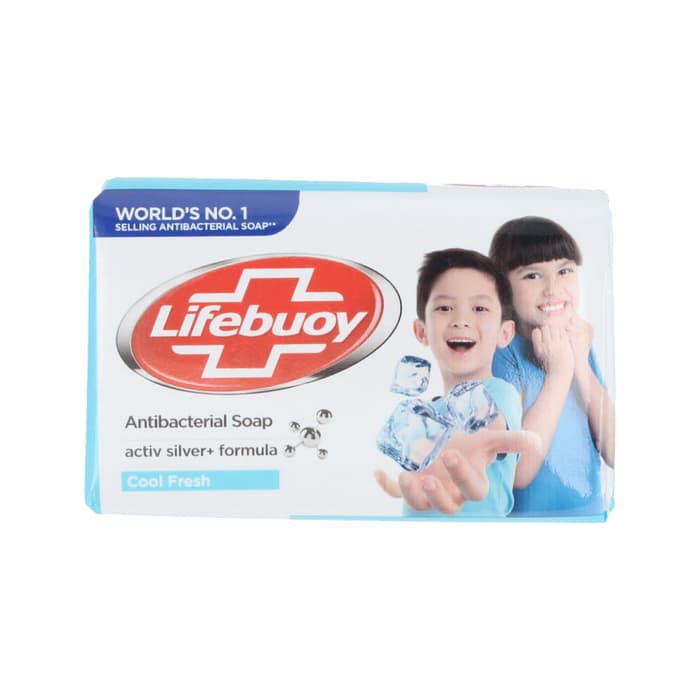 WORLD'S NO. 1
SELLING ANTIBACTERIAL SOAP**
Lifebuoy
Antibacterial Soap
activ silver+ formula
Cool Fresh